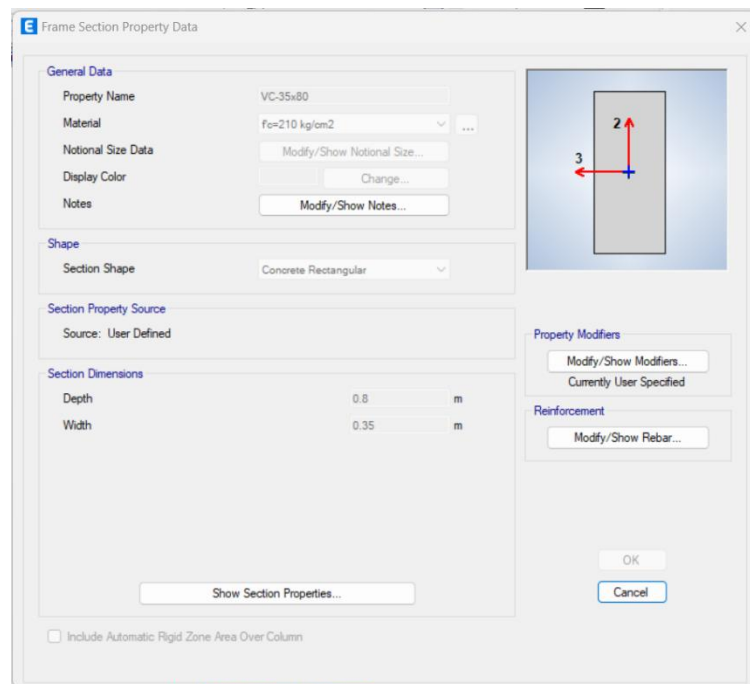 E Frame Section Property Data
General Data
Property Name VC-35x80
Material f'c=210 kg/cm2 ...
Notional Size Data Modify/Show Notional Size...
Display Color Change...
Notes Modify/Show Notes...
2
3
Shape
Section Shape Concrete Rectangular
Section Property Source
Source: User Defined
Property Modifiers
Modify/Show Modifiers...
Currently User Specified
Section Dimensions
Depth 0.8 m
Width 0.35 m
Reinforcement
Modify/Show Rebar...
Show Section Properties...
OK
Cancel
Include Automatic Rigid Zone Area Over Column